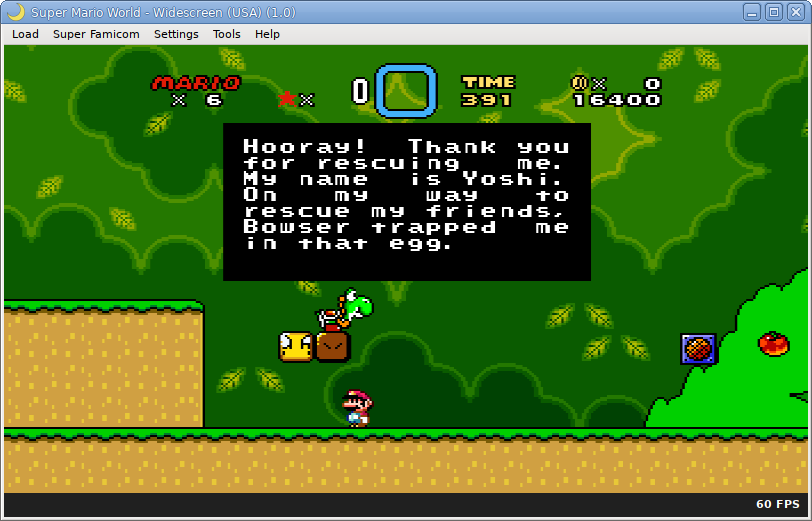 Super Mario World - Widescreen (USA) (1.0)
Load Super Famicom Settings Tools Help
MARIO
x 6
★x 0
TIME
391
x 0
16400
Hooray! Thank you
for rescuing me.
My name is Yoshi.
On my way to
rescue my friends,
Bowser trapped me
in that egg.
60 FPS